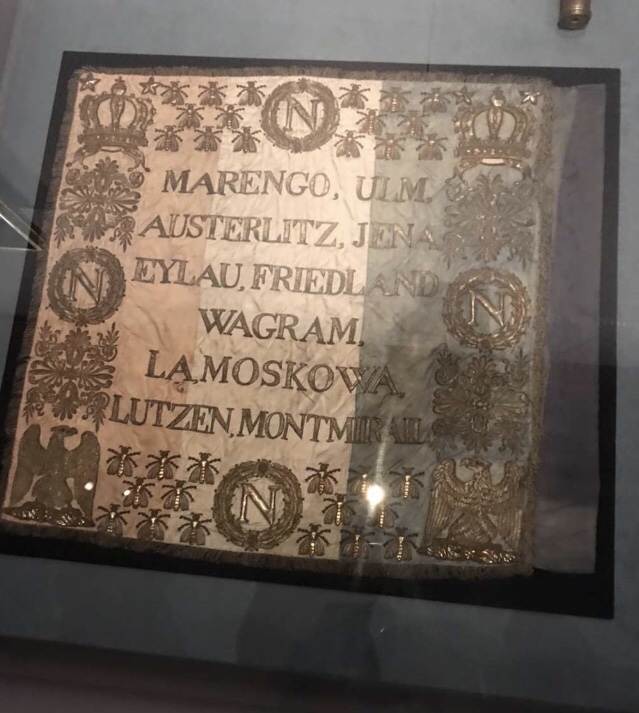 N
MARENGO, ULM,
AUSTERLITZ, JENA
EYLAU, FRIEDLAND
N N
WAGRAM,
LA MOSKOWA,
LUTZEN, MONTMIRAIL,
N